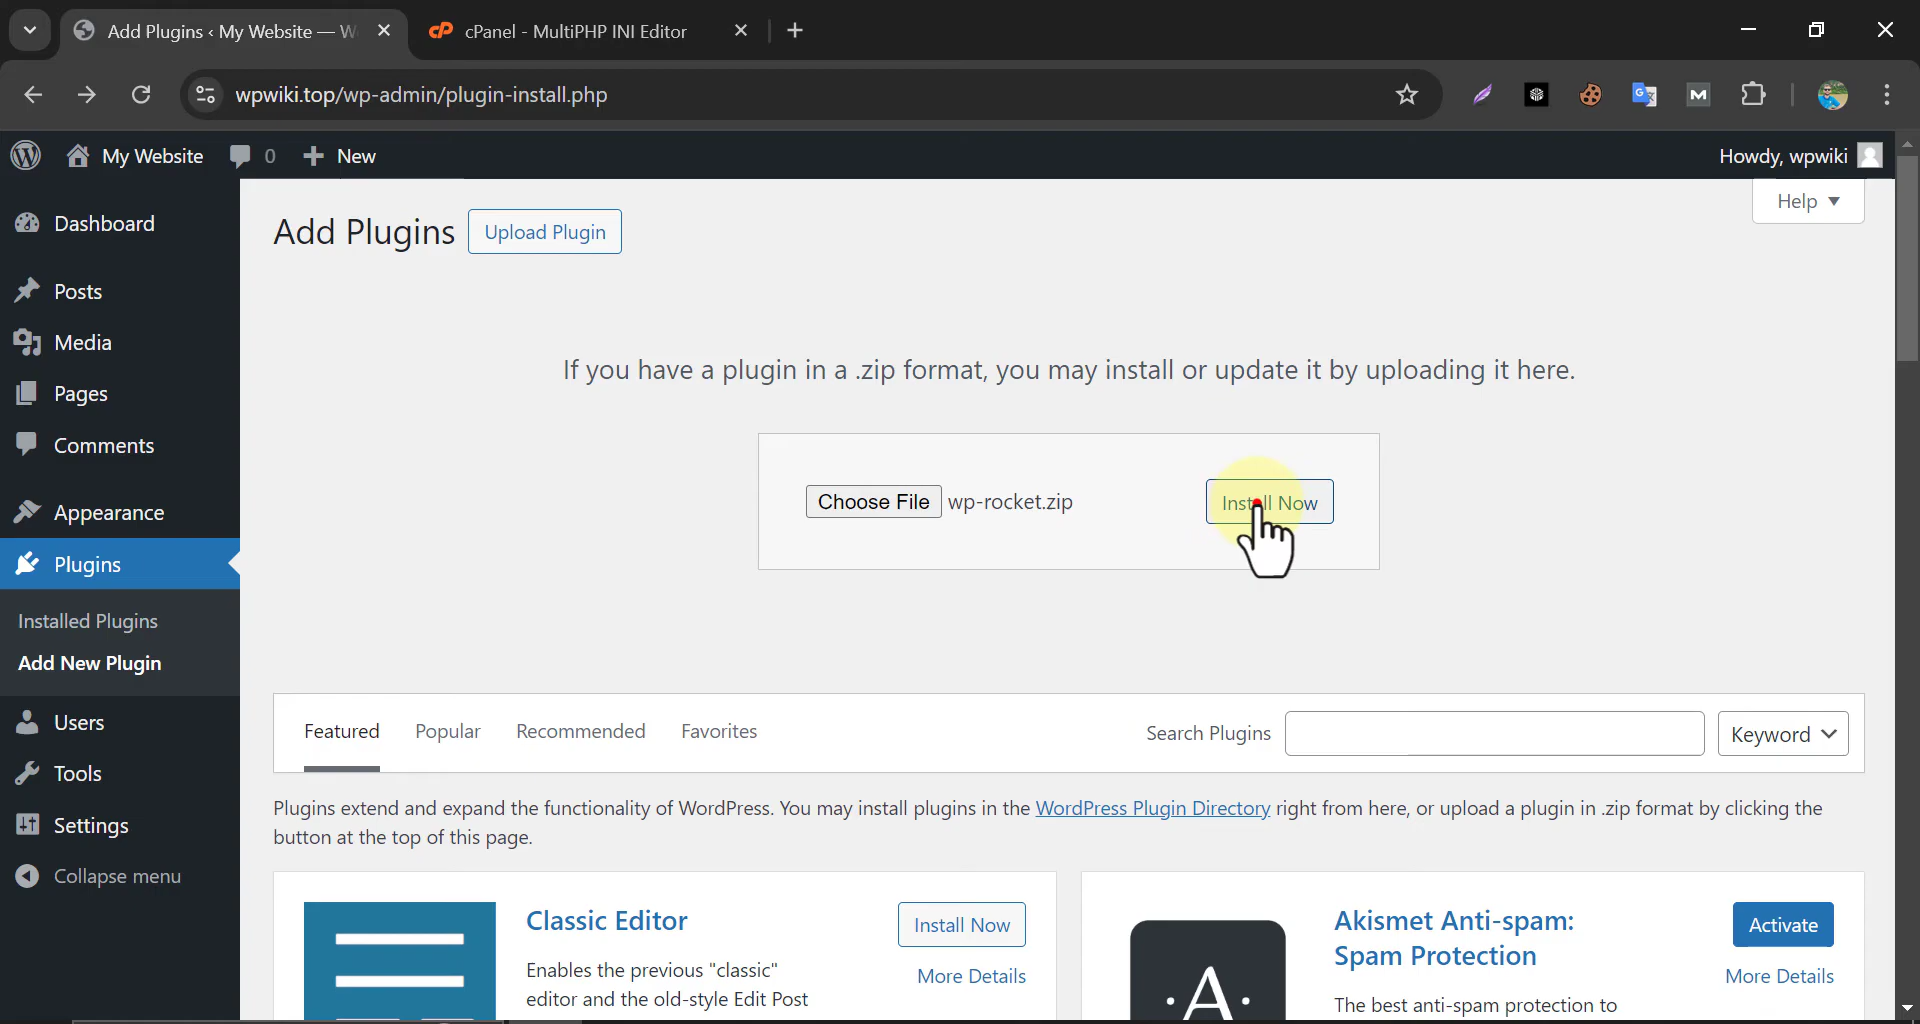 Add Plugins ‹ My Website — W
cPanel - MultiPHP INI Editor
wpwiki.top/wp-admin/plugin-install.php
My Website
0
New
Howdy, wpwiki
Help
Dashboard
Posts
Media
Pages
Comments
Appearance
Plugins
Installed Plugins
Add New Plugin
Users
Tools
Settings
Collapse menu
Add Plugins
Upload Plugin
If you have a plugin in a .zip format, you may install or update it by uploading it here.
Choose File wp-rocket.zip
Install Now
Featured Popular Recommended Favorites
Search Plugins
Keyword
Plugins extend and expand the functionality of WordPress. You may install plugins in the WordPress Plugin Directory right from here, or upload a plugin in .zip format by clicking the
button at the top of this page.
Classic Editor
Install Now
More Details
Enables the previous "classic"
editor and the old-style Edit Post
·A·
Akismet Anti-spam:
Spam Protection
Activate
More Details
The best anti-spam protection to